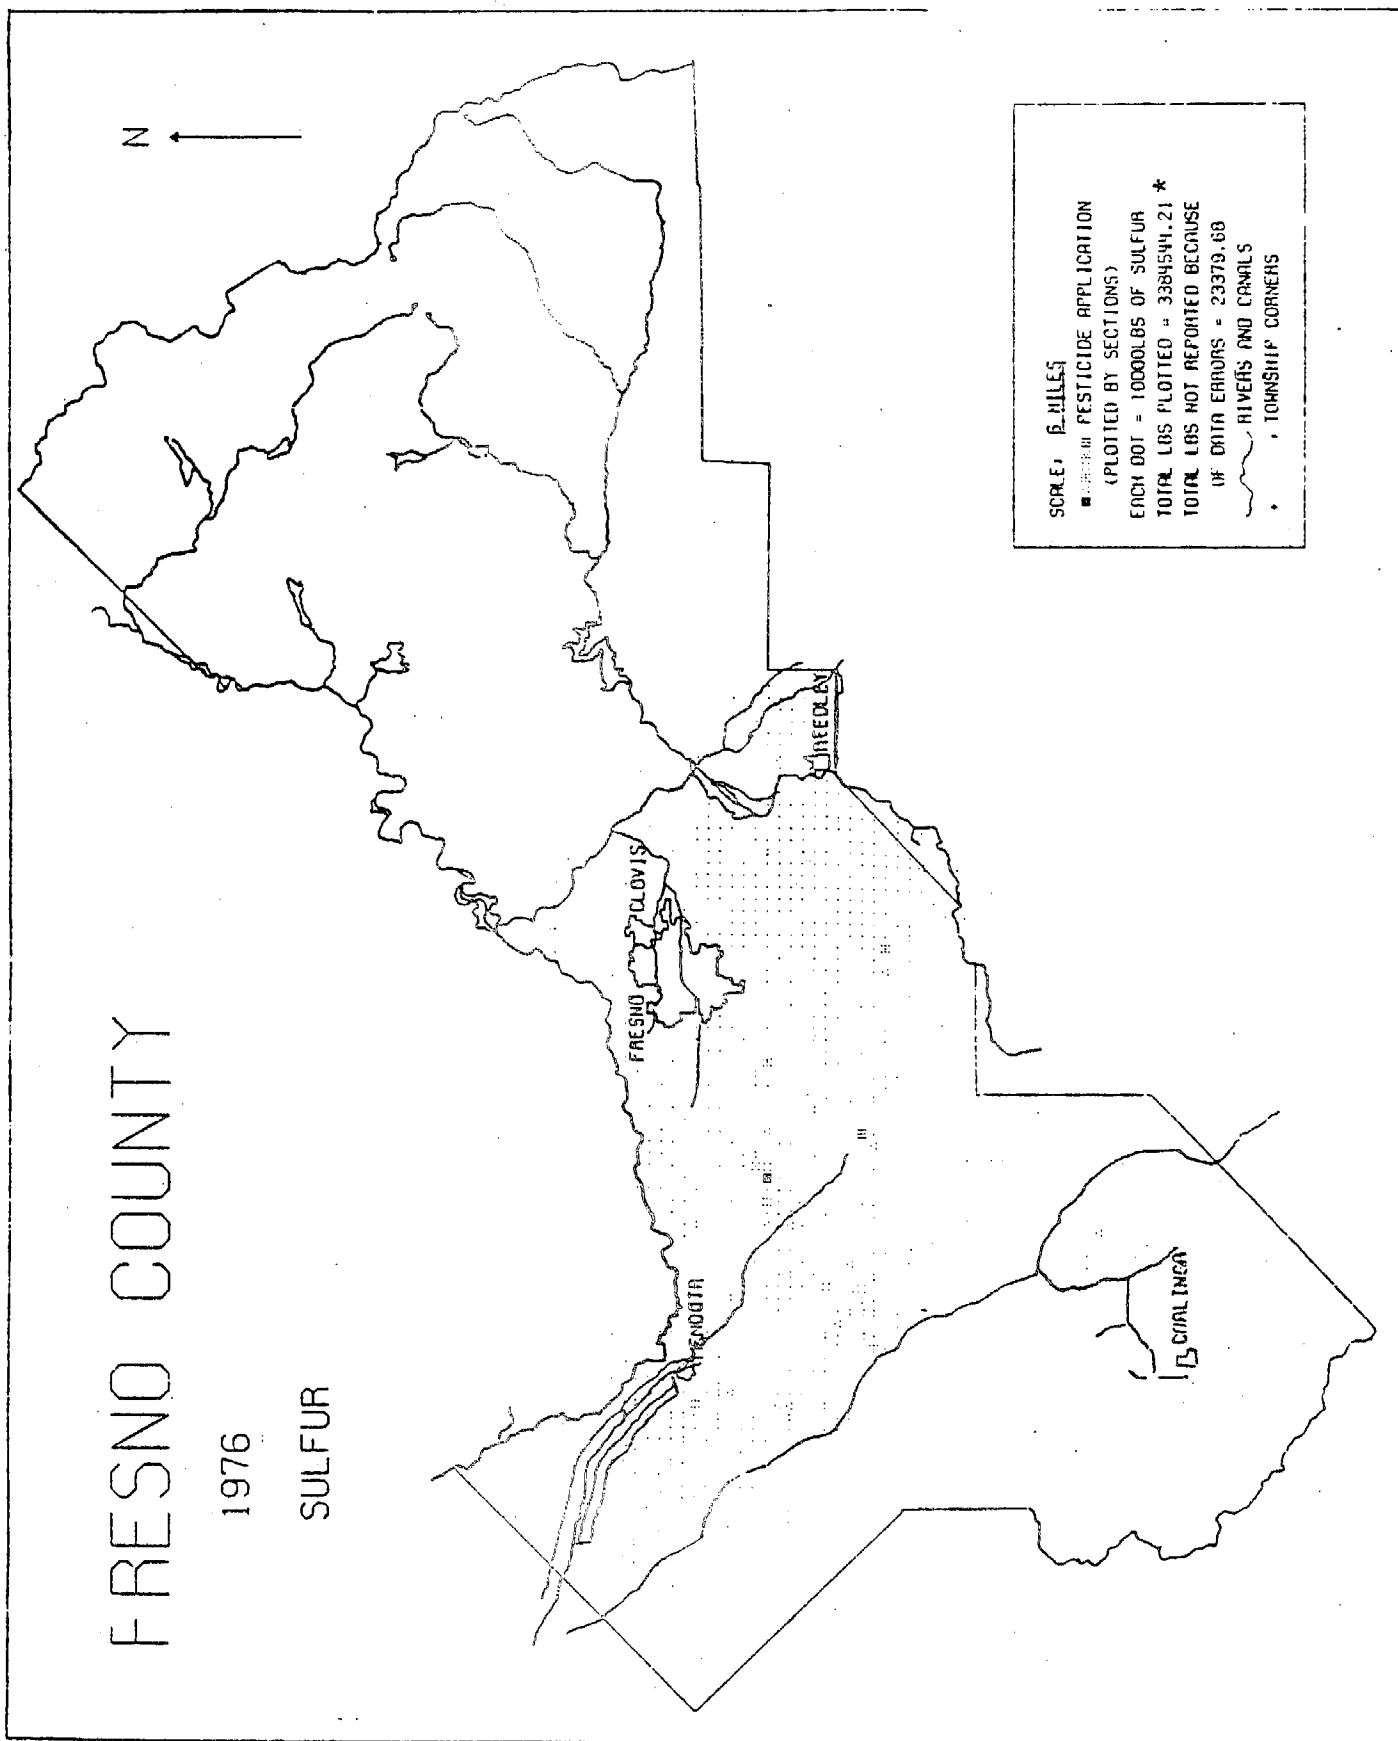 FRESNO COUNTY
1976
SULFUR
N
CLOVIS
FRESNO
REEDLEY
MENDOTA
COALINGA
SCALE, 6 MILES
PESTICIDE APPLICATION
(PLOTTED BY SECTIONS)
EACH DOT = 10000LBS OF SULFUR
TOTAL LBS PLOTTED = 3384544.21 *
TOTAL LBS NOT REPORTED BECAUSE
OF DATA ERRORS = 23379.68
RIVERS AND CANALS
TOWNSHIP CORNERS